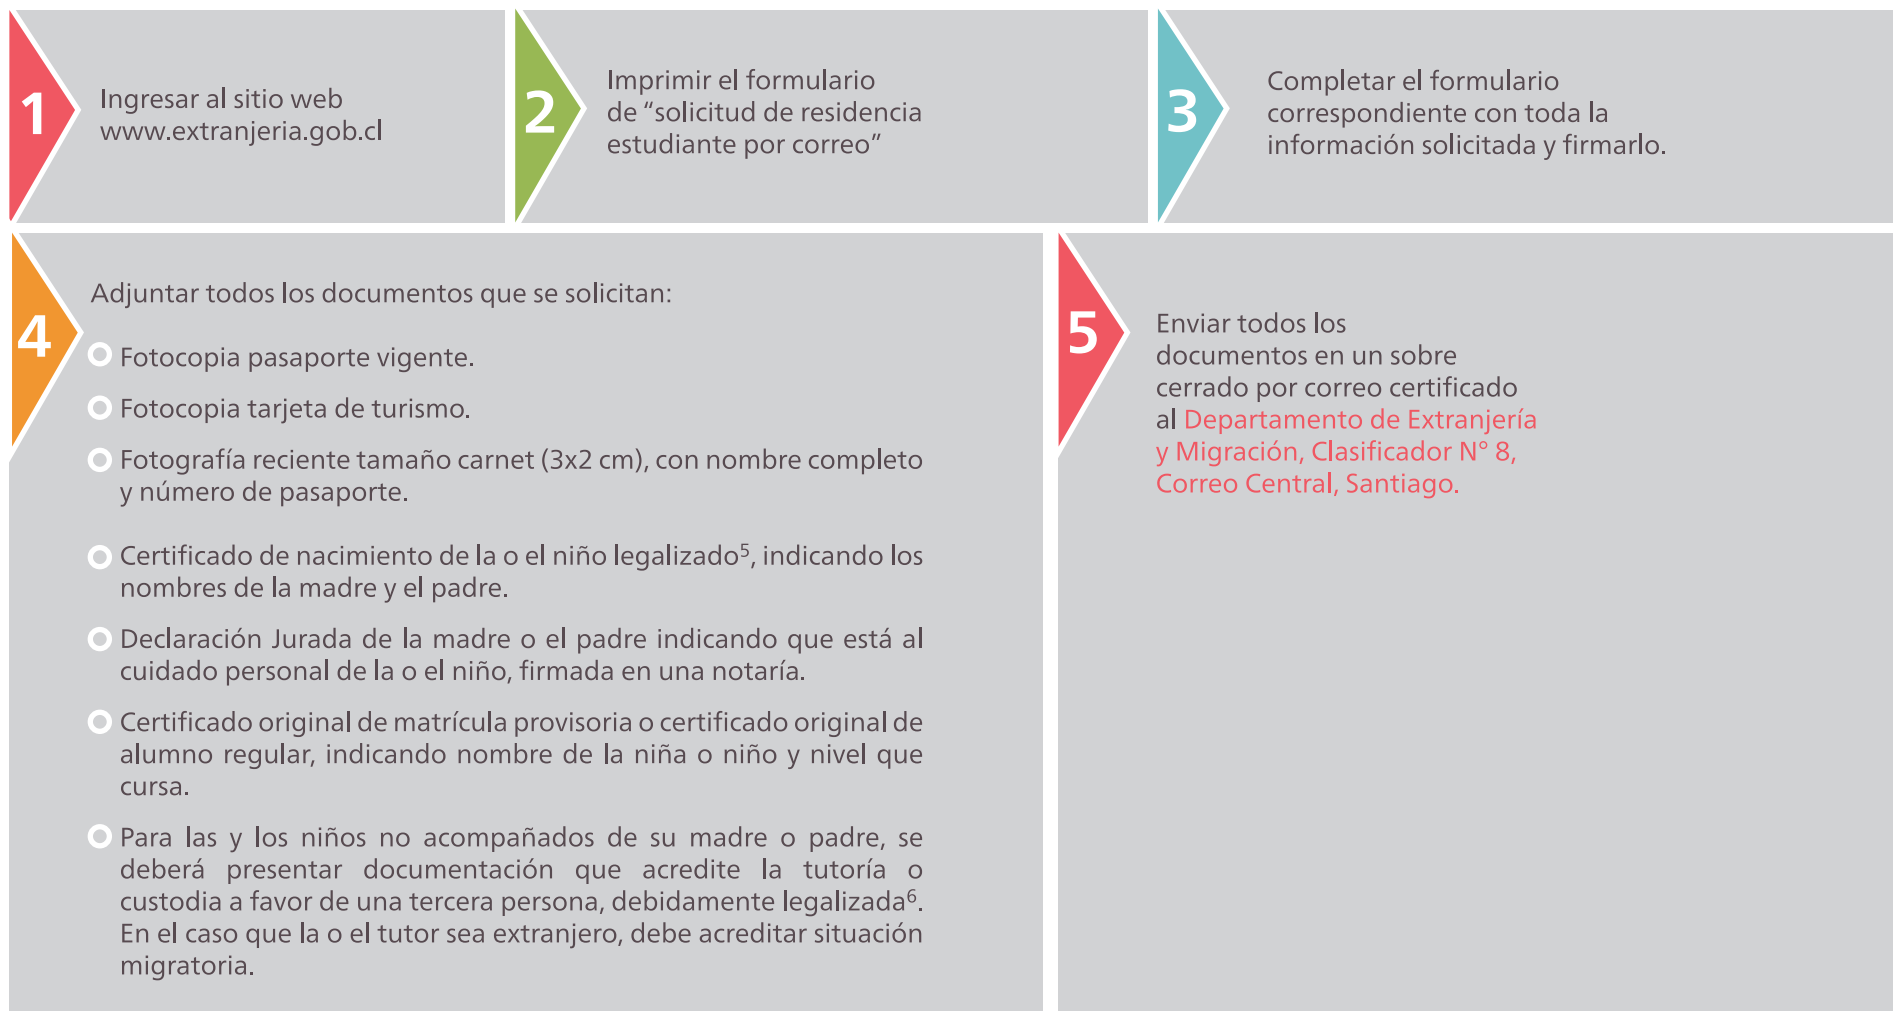 1
Ingresar al sitio web
www.extranjeria.gob.cl
2
Imprimir el formulario
de “solicitud de residencia
estudiante por correo”
3
Completar el formulario
correspondiente con toda la
información solicitada y firmarlo.
4
Adjuntar todos los documentos que se solicitan:
Fotocopia pasaporte vigente.
Fotocopia tarjeta de turismo.
Fotografía reciente tamaño carnet (3x2 cm), con nombre completo
y número de pasaporte.
Certificado de nacimiento de la o el niño legalizado⁵, indicando los
nombres de la madre y el padre.
Declaración Jurada de la madre o el padre indicando que está al
cuidado personal de la o el niño, firmada en una notaría.
Certificado original de matrícula provisoria o certificado original de
alumno regular, indicando nombre de la niña o niño y nivel que
cursa.
Para las y los niños no acompañados de su madre o padre, se
deberá presentar documentación que acredite la tutoría o
custodia a favor de una tercera persona, debidamente legalizada⁶.
En el caso que la o el tutor sea extranjero, debe acreditar situación
migratoria.
5
Enviar todos los
documentos en un sobre
cerrado por correo certificado
al Departamento de Extranjería
y Migración, Clasificador N° 8,
Correo Central, Santiago.